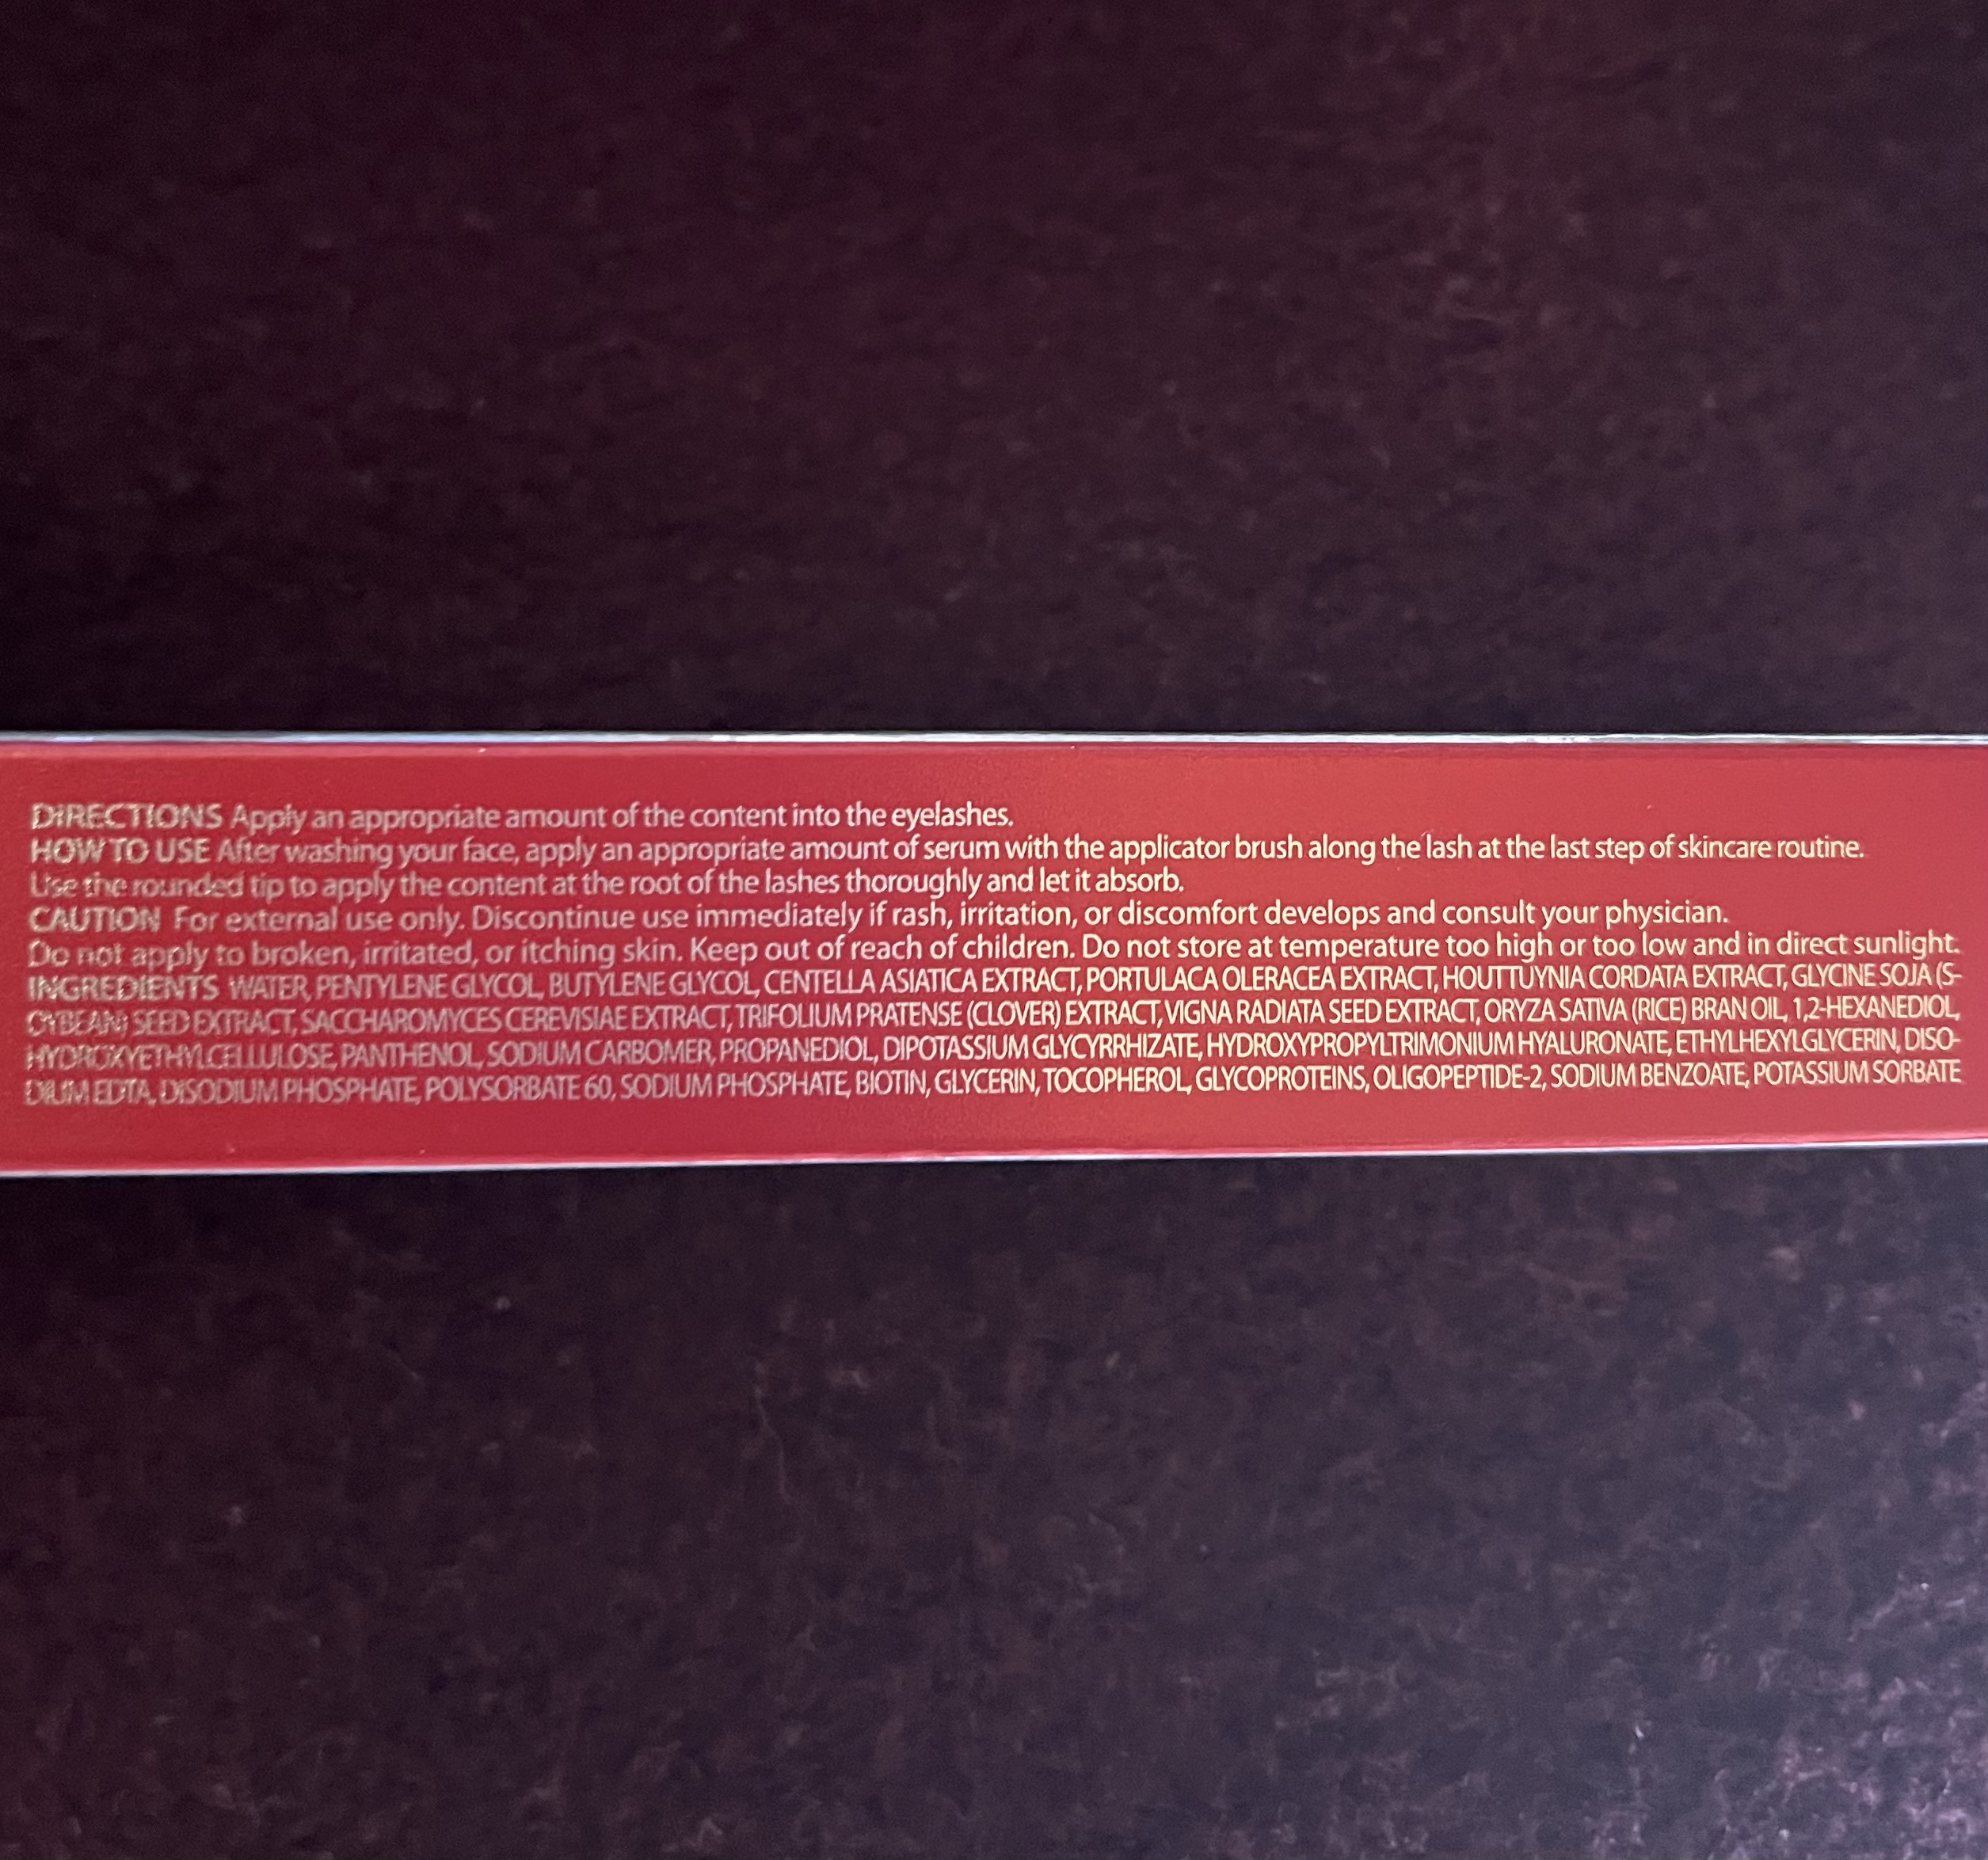 DIRECTIONS Apply an appropriate amount of the content into the eyelashes.
HOW TO USE After washing your face, apply an appropriate amount of serum with the applicator brush along the lash at the last step of skincare routine.
Use the rounded tip to apply the content at the root of the lashes thoroughly and let it absorb.
CAUTION For external use only. Discontinue use immediately if rash, irritation, or discomfort develops and consult your physician.
Do not apply to broken, irritated, or itching skin. Keep out of reach of children. Do not store at temperature too high or too low and in direct sunlight.
INGREDIENTS WATER, PENTYLENE GLYCOL, BUTYLENE GLYCOL, CENTELLA ASIATICA EXTRACT, PORTULACA OLERACEA EXTRACT, HOUTTUYNIA CORDATA EXTRACT, GLYCINE SOJA (S-
OYBEAN) SEED EXTRACT, SACCHAROMYCES CEREVISIAE EXTRACT, TRIFOLIUM PRATENSE (CLOVER) EXTRACT, VIGNA RADIATA SEED EXTRACT, ORYZA SATIVA (RICE) BRAN OIL, 1,2-HEXANEDIOL,
HYDROXYETHYLCELLULOSE, PANTHENOL, SODIUM CARBOMER, PROPANEDIOL, DIPOTASSIUM GLYCYRRHIZATE, HYDROXYPROPYLTRIMONIUM HYALURONATE, ETHYLHEXYLGLYCERIN, DISO-
DIUM EDTA, DISODIUM PHOSPHATE, POLYSORBATE 60, SODIUM PHOSPHATE, BIOTIN, GLYCERIN, TOCOPHEROL, GLYCOPROTEINS, OLIGOPEPTIDE-2, SODIUM BENZOATE, POTASSIUM SORBATE